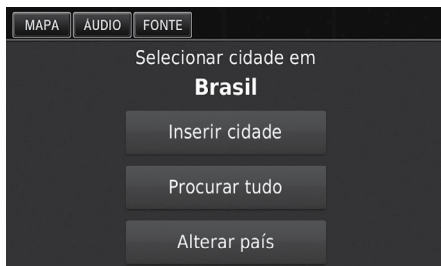 MAPA ÁUDIO FONTE
Selecionar cidade em
Brasil
Inserir cidade
Procurar tudo
Alterar país